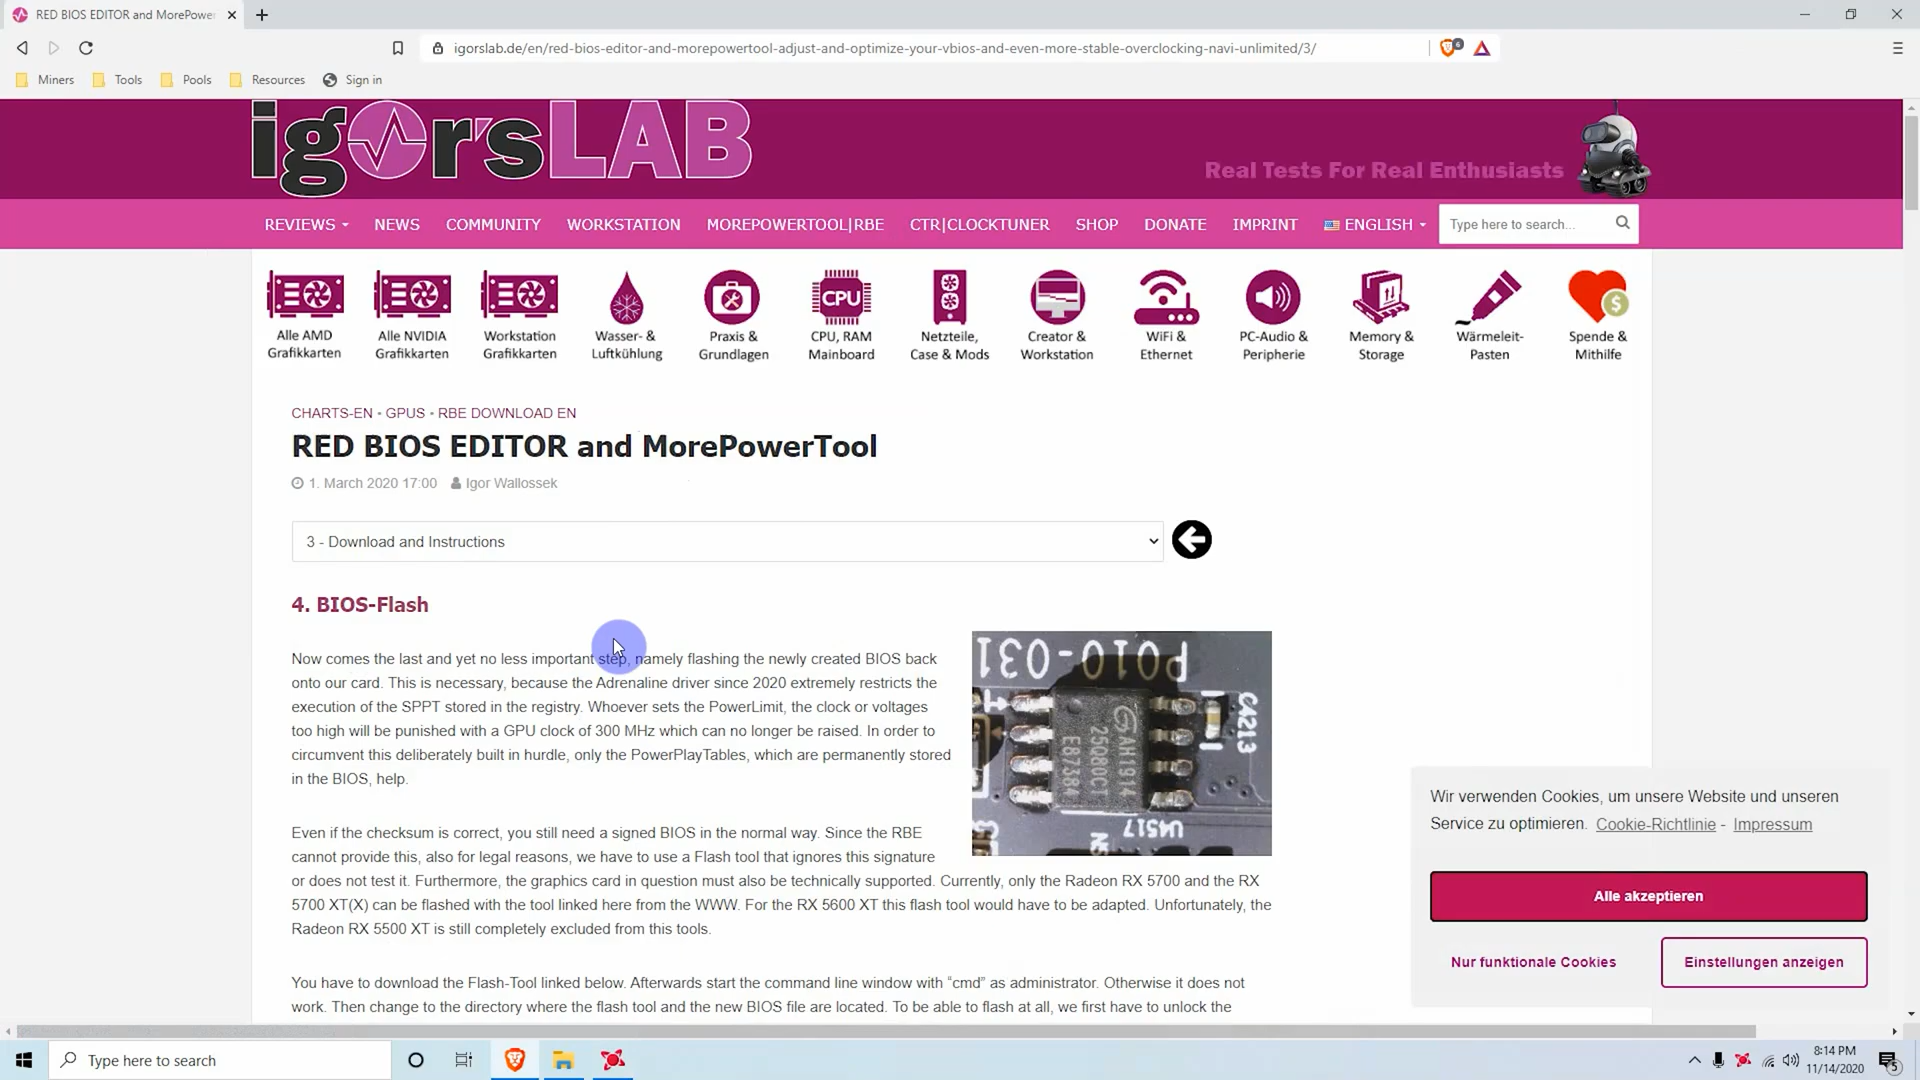 RED BIOS EDITOR and MorePower
igorslab.de/en/red-bios-editor-and-morepowertool-adjust-and-optimize-your-vbios-and-even-more-stable-overclocking-navi-unlimited/3/
6
Miners
Tools
Pools
Resources
Sign in
igor'sLAB
Real Tests For Real Enthusiasts
REVIEWS
NEWS
COMMUNITY
WORKSTATION
MOREPOWERTOOL|RBE
CTR|CLOCKTUNER
SHOP
DONATE
IMPRINT
ENGLISH
Type here to search...
Alle AMD
Grafikkarten
Alle NVIDIA
Grafikkarten
Workstation
Grafikkarten
Wasser- &
Luftkühlung
Praxis &
Grundlagen
CPU
CPU, RAM
Mainboard
Netzteile,
Case & Mods
Creator &
Workstation
WiFi &
Ethernet
PC-Audio &
Peripherie
Memory &
Storage
Wärmeleit-
Pasten
$
Spende &
Mithilfe
CHARTS-EN • GPUS • RBE DOWNLOAD EN
RED BIOS EDITOR and MorePowerTool
1. March 2020 17:00 Igor Wallossek
3 - Download and Instructions
4. BIOS-Flash
Now comes the last and yet no less important step, namely flashing the newly created BIOS back
onto our card. This is necessary, because the Adrenaline driver since 2020 extremely restricts the
execution of the SPPT stored in the registry. Whoever sets the PowerLimit, the clock or voltages
too high will be punished with a GPU clock of 300 MHz which can no longer be raised. In order to
circumvent this deliberately built in hurdle, only the PowerPlayTables, which are permanently stored
in the BIOS, help.
P010-031
AH1914
25Q80CT
E87384
C4213
U4517
Even if the checksum is correct, you still need a signed BIOS in the normal way. Since the RBE
cannot provide this, also for legal reasons, we have to use a Flash tool that ignores this signature
or does not test it. Furthermore, the graphics card in question must also be technically supported. Currently, only the Radeon RX 5700 and the RX
5700 XT(X) can be flashed with the tool linked here from the WWW. For the RX 5600 XT this flash tool would have to be adapted. Unfortunately, the
Radeon RX 5500 XT is still completely excluded from this tools.
You have to download the Flash-Tool linked below. Afterwards start the command line window with “cmd” as administrator. Otherwise it does not
work. Then change to the directory where the flash tool and the new BIOS file are located. To be able to flash at all, we first have to unlock the
Wir verwenden Cookies, um unsere Website und unseren
Service zu optimieren. Cookie-Richtlinie - Impressum
Alle akzeptieren
Nur funktionale Cookies
Einstellungen anzeigen
Type here to search
8:14 PM
11/14/2020
5